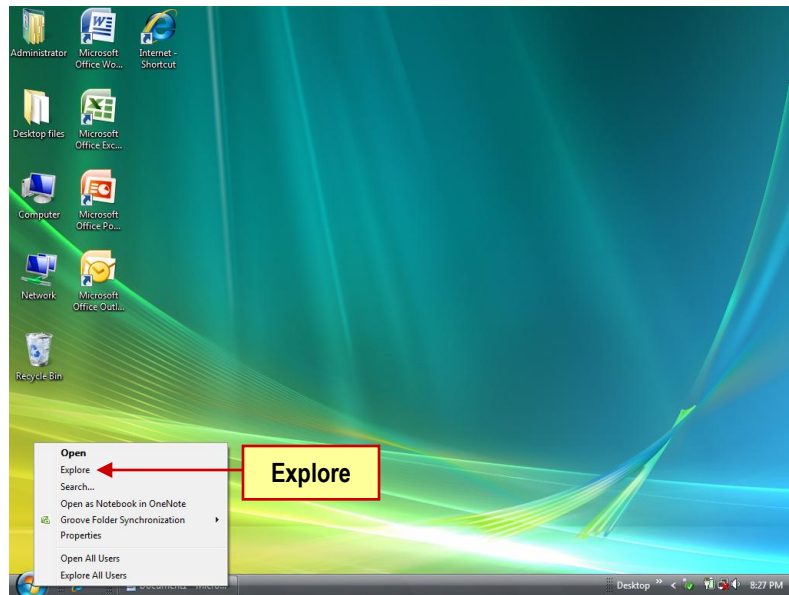 Administrator
Microsoft
Office Wo...
Internet -
Shortcut
Desktop files
Microsoft
Office Exc...
Computer
Microsoft
Office Po...
Network
Microsoft
Office Outl...
Recycle Bin
Open
Explore
Search...
Open as Notebook in OneNote
Groove Folder Synchronization
Properties
Open All Users
Explore All Users
Explore
Desktop
8:27 PM